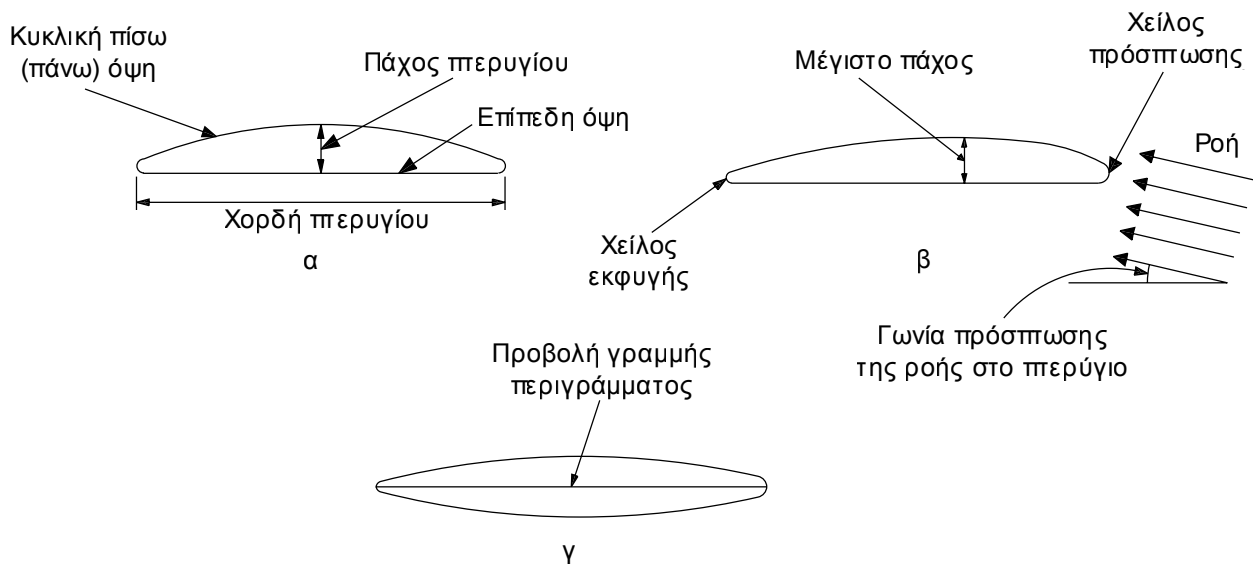 Κυκλική πίσω
(πάνω) όψη
Πάχος πτερυγίου
Επίπεδη όψη
Χορδή πτερυγίου
α
Μέγιστο πάχος
Χείλος
πρόσπτωσης
Ροή
Χείλος
εκφυγής
β
Γωνία πρόσπτωσης
της ροής στο πτερύγιο
Προβολή γραμμής
περιγράμματος
γ